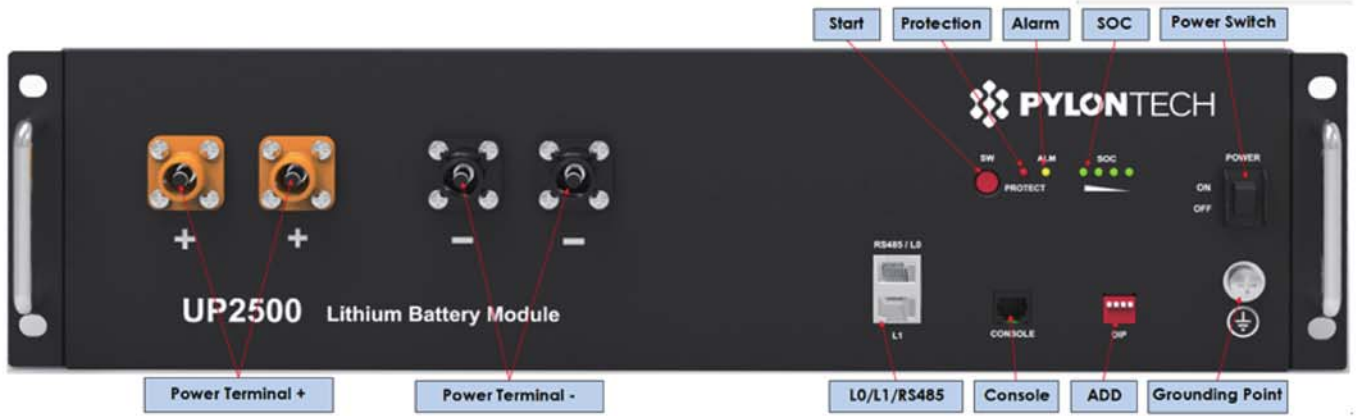 Start
Protection
Alarm
SOC
Power Switch
PYLONTECH
SW
ALM
SOC
POWER
PROTECT
ON
OFF
+ + − −
RS485 / L0
UP2500 Lithium Battery Module
L1
CONSOLE
DIP
Power Terminal +
Power Terminal -
L0/L1/RS485
Console
ADD
Grounding Point